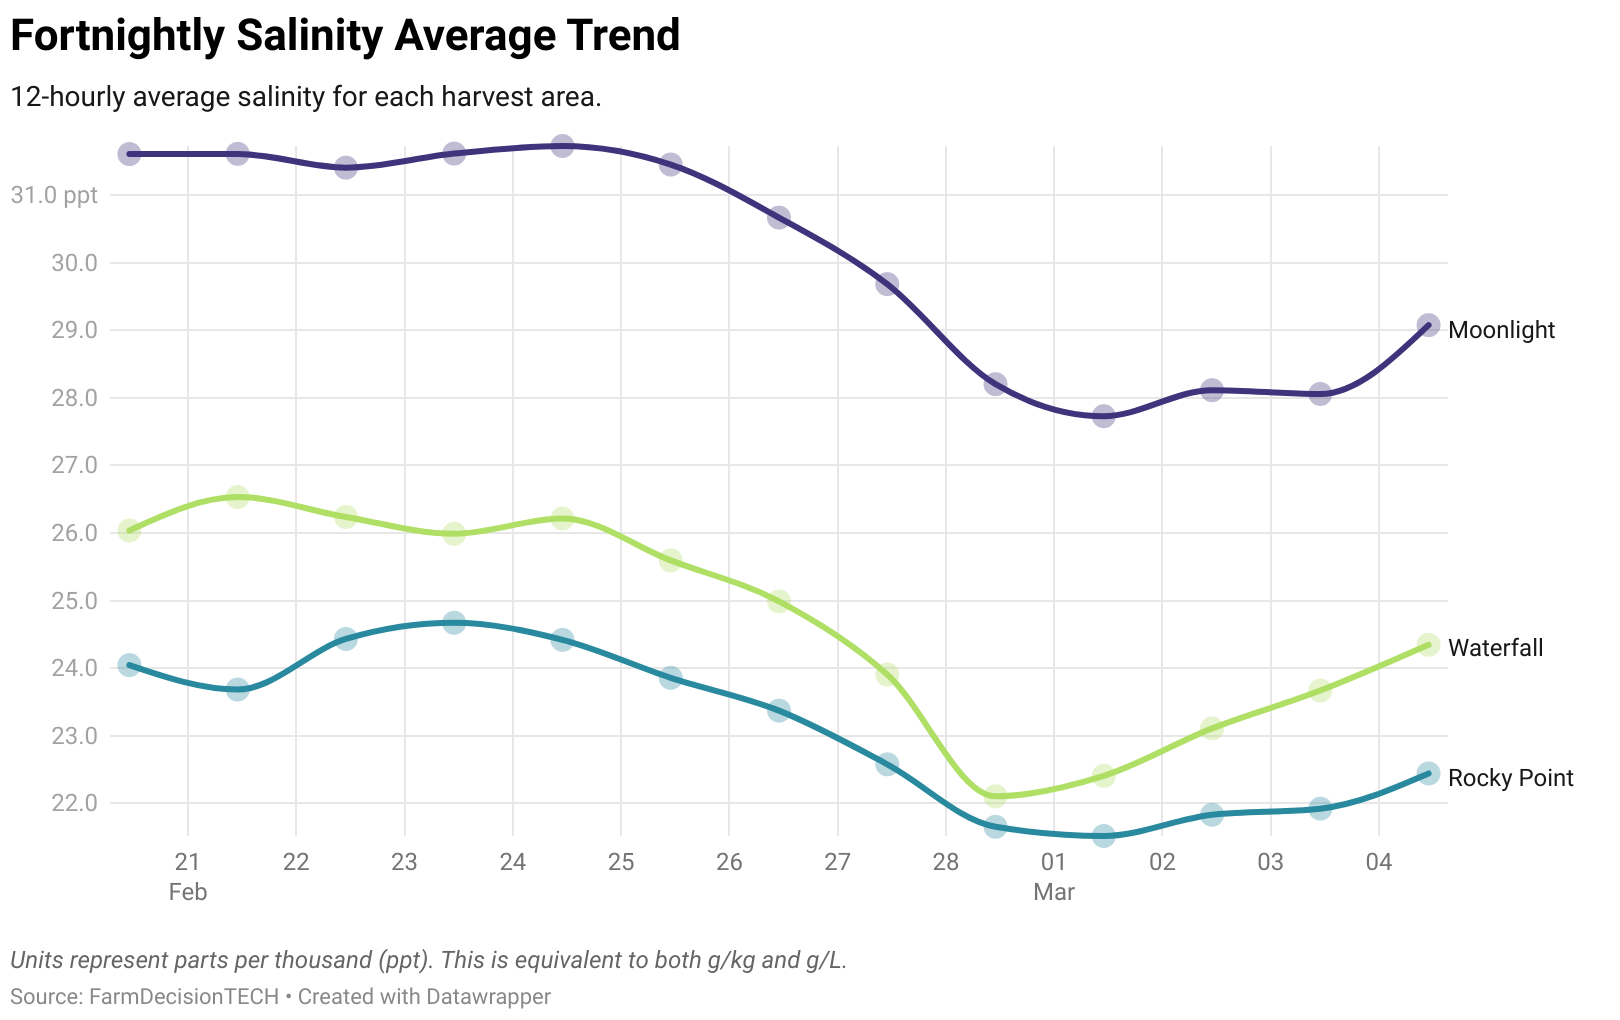 Fortnightly Salinity Average Trend
12-hourly average salinity for each harvest area.
31.0 ppt
30.0
29.0
Moonlight
28.0
27.0
26.0
25.0
24.0
Waterfall
23.0
Rocky Point
22.0
21 22 23 24 25 26 27 28 01 02 03 04
Feb Mar
Units represent parts per thousand (ppt). This is equivalent to both g/kg and g/L.
Source: FarmDecisionTECH • Created with Datawrapper